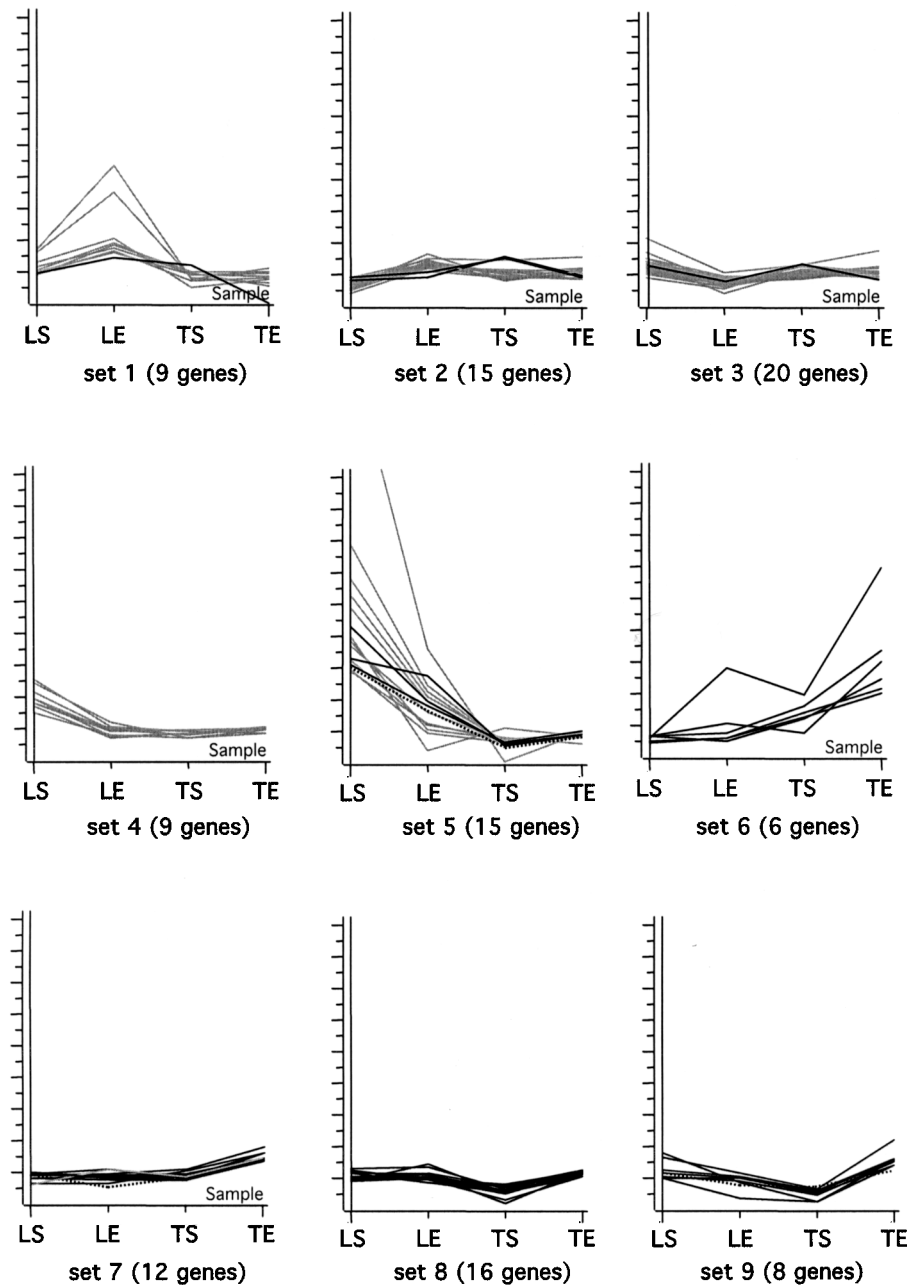 Sample
LS LE TS TE
LS LE TS TE
Sample
LS LE TS TE
set 1 (9 genes)
set 2 (15 genes)
set 3 (20 genes)
Sample
LS LE TS TE
LS LE TS TE
Sample
LS LE TS TE
set 4 (9 genes)
set 5 (15 genes)
set 6 (6 genes)
Sample
LS LE TS TE
LS LE TS TE
LS LE TS TE
set 7 (12 genes)
set 8 (16 genes)
set 9 (8 genes)